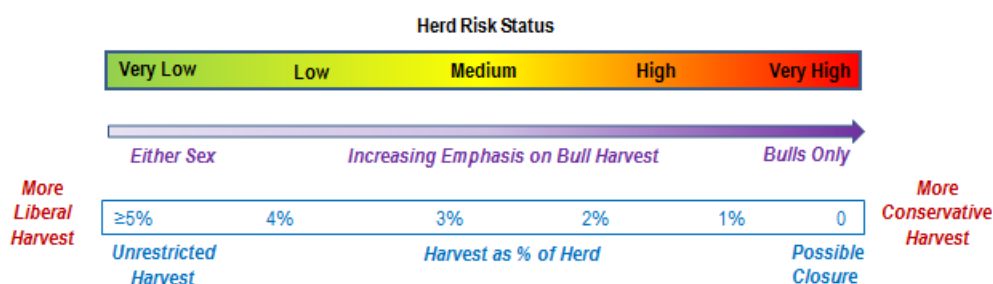 Herd Risk Status
Very Low Low Medium High Very High
Either Sex Increasing Emphasis on Bull Harvest Bulls Only
More
Liberal
Harvest
≥5% 4% 3% 2% 1% 0
More
Conservative
Harvest
Unrestricted
Harvest
Harvest as % of Herd
Possible
Closure